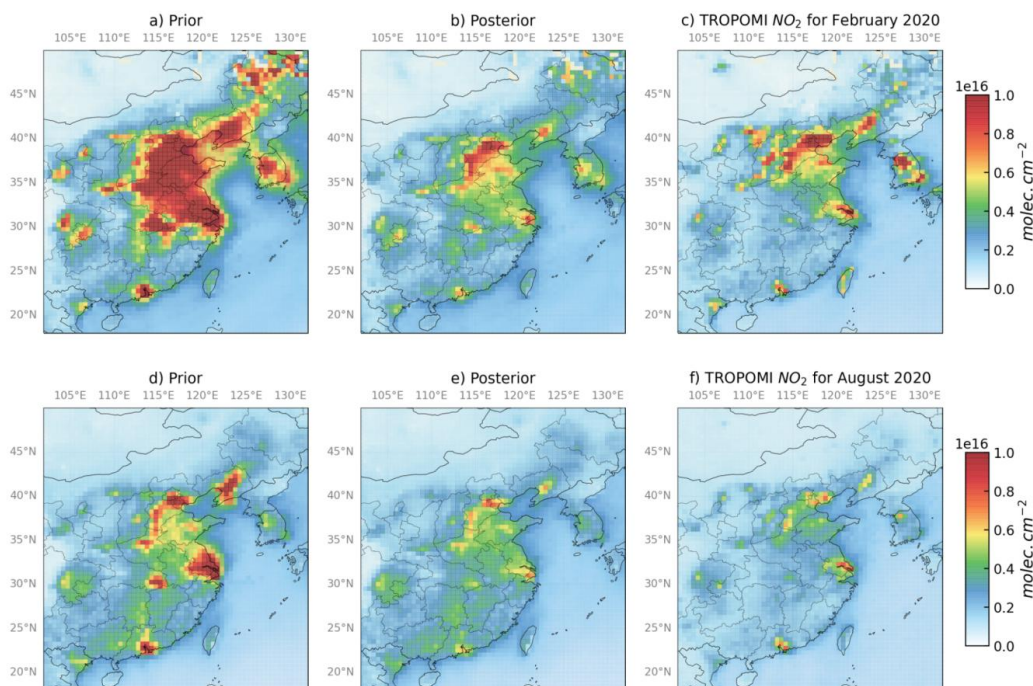 a) Prior
b) Posterior
c) TROPOMI NO₂ for February 2020
105°E 110°E 115°E 120°E 125°E 130°E
105°E 110°E 115°E 120°E 125°E 130°E
105°E 110°E 115°E 120°E 125°E 130°E
45°N
40°N
35°N
30°N
25°N
20°N
45°N
40°N
35°N
30°N
25°N
20°N
45°N
40°N
35°N
30°N
25°N
20°N
1e16
1.0
0.8
0.6
0.4
0.2
0.0
molec.cm⁻²
d) Prior
e) Posterior
f) TROPOMI NO₂ for August 2020
105°E 110°E 115°E 120°E 125°E 130°E
105°E 110°E 115°E 120°E 125°E 130°E
105°E 110°E 115°E 120°E 125°E 130°E
45°N
40°N
35°N
30°N
25°N
20°N
45°N
40°N
35°N
30°N
25°N
20°N
45°N
40°N
35°N
30°N
25°N
20°N
1e16
1.0
0.8
0.6
0.4
0.2
0.0
molec.cm⁻²